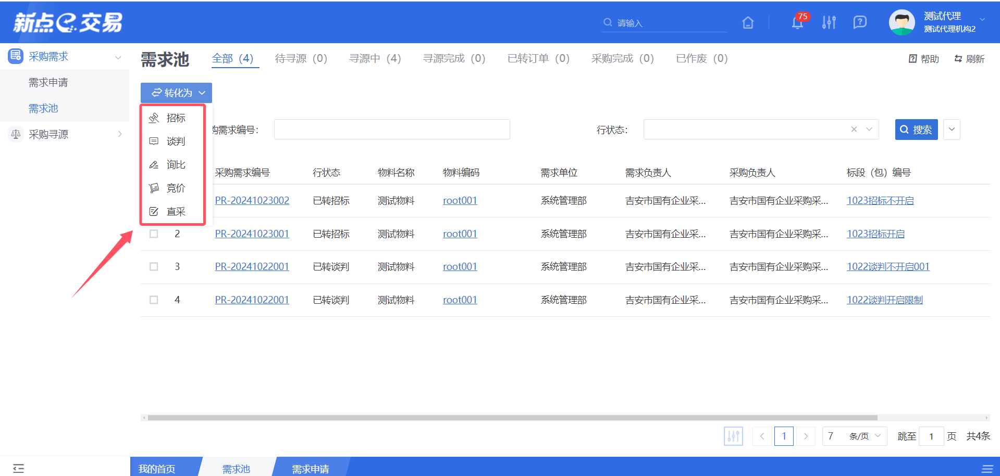 新点e交易
请输入
75
测试代理
测试代理机构2
采购需求
需求申请
需求池
采购寻源
需求池
全部（4） 待寻源（0） 寻源中（4） 寻源完成（0） 已转订单（0） 采购完成（0） 已作废（0）
帮助 刷新
转化为
招标
谈判
询比
竞价
直采
购需求编号：
行状态：
搜索
采购需求编号 行状态 物料名称 物料编码 需求单位 需求负责人 采购负责人 标段（包）编号
PR-20241023002 已转招标 测试物料 root001 系统管理部 吉安市国有企业采... 吉安市国有企业采购采... 1023招标不开启
2 PR-20241023001 已转招标 测试物料 root001 系统管理部 吉安市国有企业采... 吉安市国有企业采购采... 1023招标开启
3 PR-20241022001 已转谈判 测试物料 root001 系统管理部 吉安市国有企业采... 吉安市国有企业采购采... 1022谈判不开启001
4 PR-20241022001 已转谈判 测试物料 root001 系统管理部 吉安市国有企业采... 吉安市国有企业采购采... 1022谈判开启限制
1 7 条/页 跳至 1 页 共4条
我的首页 需求池 需求申请